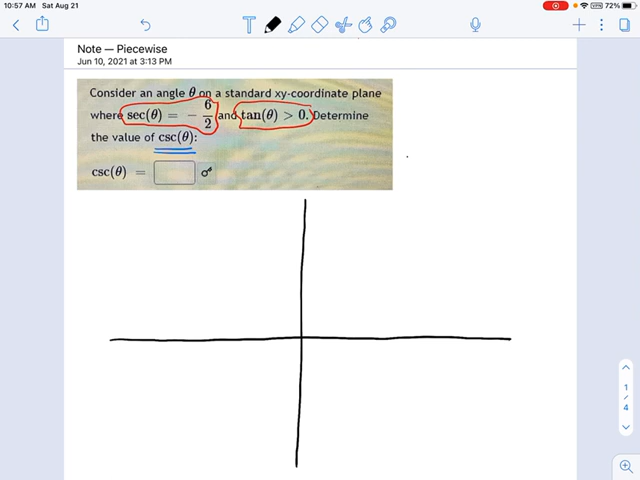 10:57 AM Sat Aug 21
72%
T
Note — Piecewise
Jun 10, 2021 at 3:13 PM
Consider an angle θ on a standard xy-coordinate plane
where sec(θ) = − 6/2 and tan(θ) > 0. Determine
the value of csc(θ):
csc(θ) =
1
/
4